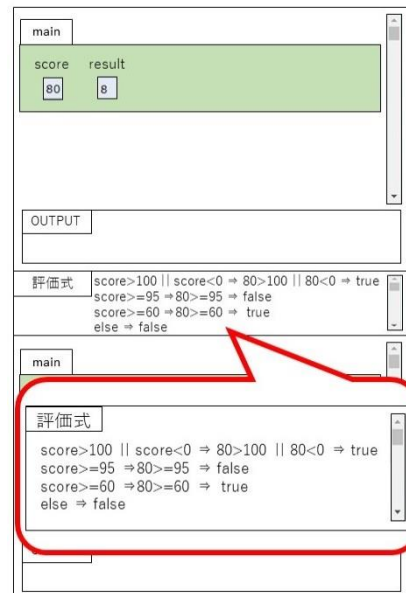 main
score result
80 8
OUTPUT
評価式
score>100 || score<0 ⇒ 80>100 || 80<0 ⇒ true
score>=95 ⇒80>=95 ⇒ false
score>=60 ⇒80>=60 ⇒ true
else ⇒ false
main
評価式
score>100 || score<0 ⇒ 80>100 || 80<0 ⇒ true
score>=95 ⇒80>=95 ⇒ false
score>=60 ⇒80>=60 ⇒ true
else ⇒ false